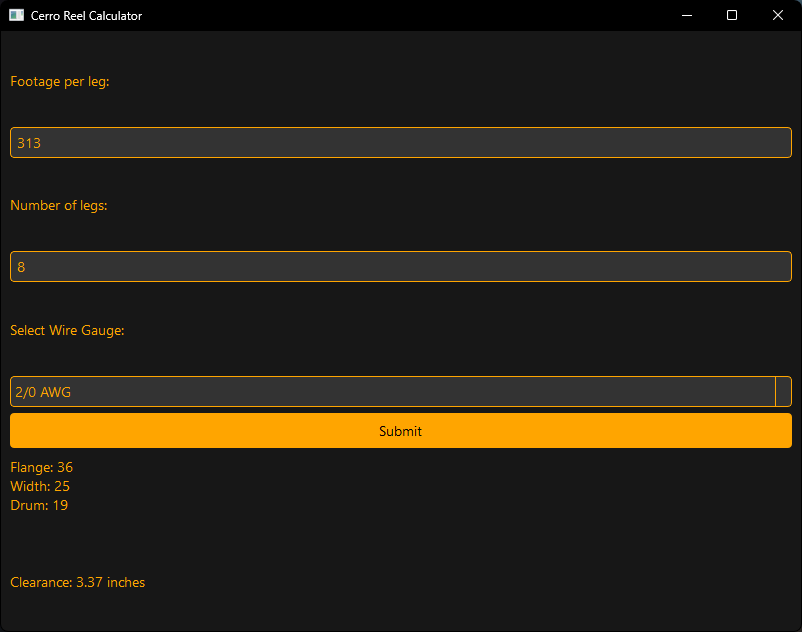 Cerro Reel Calculator
Footage per leg:
313
Number of legs:
8
Select Wire Gauge:
2/0 AWG
Submit
Flange: 36
Width: 25
Drum: 19
Clearance: 3.37 inches